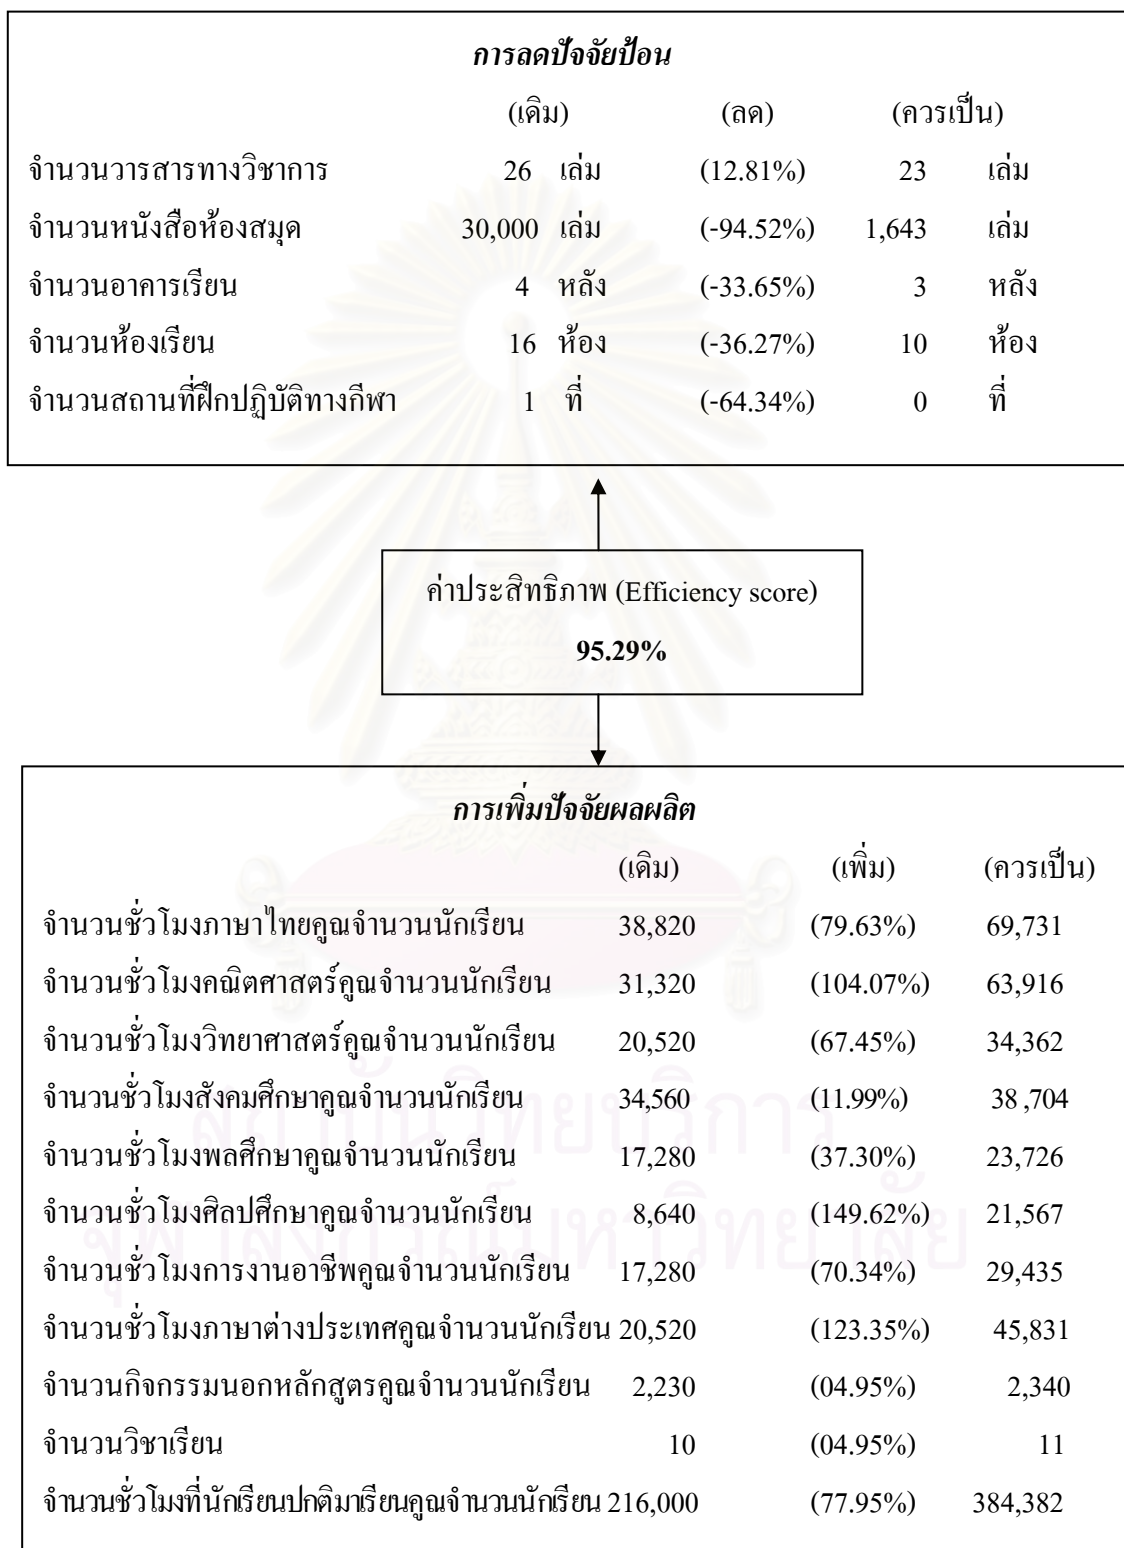 การลดปัจจัยป้อน
(เดิม) (ลด) (ควรเป็น)
จำนวนวารสารทางวิชาการ 26 เล่ม (12.81%) 23 เล่ม
จำนวนหนังสือห้องสมุด 30,000 เล่ม (-94.52%) 1,643 เล่ม
จำนวนอาคารเรียน 4 หลัง (-33.65%) 3 หลัง
จำนวนห้องเรียน 16 ห้อง (-36.27%) 10 ห้อง
จำนวนสถานที่ฝึกปฏิบัติทางกีฬา 1 ที่ (-64.34%) 0 ที่
ค่าประสิทธิภาพ (Efficiency score)
95.29%
การเพิ่มปัจจัยผลผลิต
(เดิม) (เพิ่ม) (ควรเป็น)
จำนวนชั่วโมงภาษาไทยคูณจำนวนนักเรียน 38,820 (79.63%) 69,731
จำนวนชั่วโมงคณิตศาสตร์คูณจำนวนนักเรียน 31,320 (104.07%) 63,916
จำนวนชั่วโมงวิทยาศาสตร์คูณจำนวนนักเรียน 20,520 (67.45%) 34,362
จำนวนชั่วโมงสังคมศึกษาคูณจำนวนนักเรียน 34,560 (11.99%) 38 ,704
จำนวนชั่วโมงพลศึกษาคูณจำนวนนักเรียน 17,280 (37.30%) 23,726
จำนวนชั่วโมงศิลปศึกษาคูณจำนวนนักเรียน 8,640 (149.62%) 21,567
จำนวนชั่วโมงการงานอาชีพคูณจำนวนนักเรียน 17,280 (70.34%) 29,435
จำนวนชั่วโมงภาษาต่างประเทศคูณจำนวนนักเรียน 20,520 (123.35%) 45,831
จำนวนกิจกรรมนอกหลักสูตรคูณจำนวนนักเรียน 2,230 (04.95%) 2,340
จำนวนวิชาเรียน 10 (04.95%) 11
จำนวนชั่วโมงที่นักเรียนปกติมาเรียนคูณจำนวนนักเรียน 216,000 (77.95%) 384,382
สถาบันวิทยบริการ
จุฬาลงกรณ์มหาวิทยาลัย